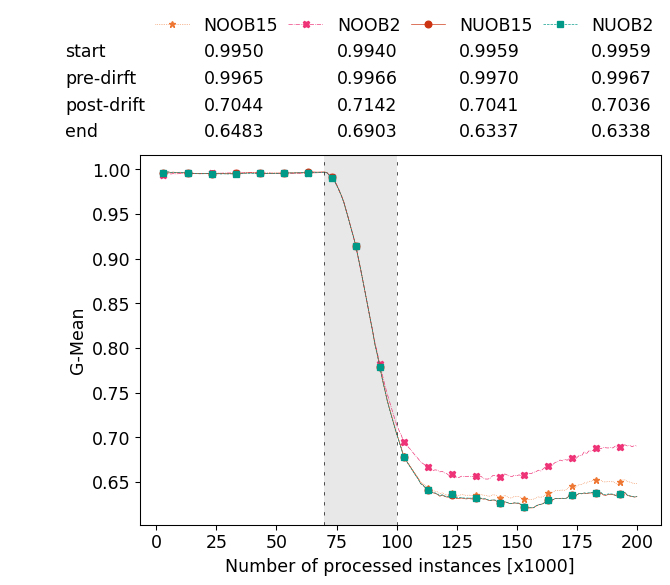 NOOB15 NOOB2 NUOB15 NUOB2
start 0.9950 0.9940 0.9959 0.9959
pre-dirft 0.9965 0.9966 0.9970 0.9967
post-drift 0.7044 0.7142 0.7041 0.7036
end 0.6483 0.6903 0.6337 0.6338
1.00
0.95
0.90
0.85
0.80
0.75
0.70
0.65
G-Mean
0 25 50 75 100 125 150 175 200
Number of processed instances [x1000]